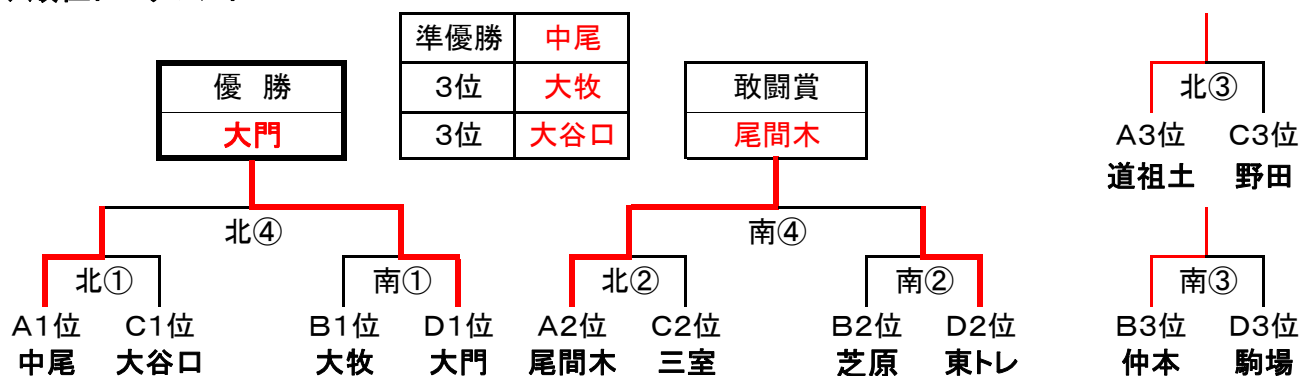 準優勝 中尾
優 勝 3位 大牧 敢闘賞 北③
大門 3位 大谷口 尾間木 A3位 C3位
道祖土 野田
北④ 南④
北① 南① 北② 南② 南③
A1位 C1位 B1位 D1位 A2位 C2位 B2位 D2位 B3位 D3位
中尾 大谷口 大牧 大門 尾間木 三室 芝原 東トレ 仲本 駒場